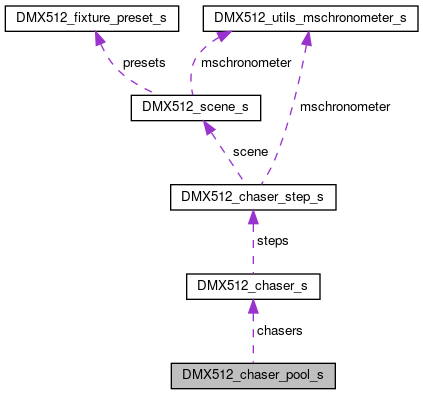 DMX512_fixture_preset_s
DMX512_utils_mschronometer_s
presets
mschronometer
DMX512_scene_s
mschronometer
scene
DMX512_chaser_step_s
steps
DMX512_chaser_s
chasers
DMX512_chaser_pool_s